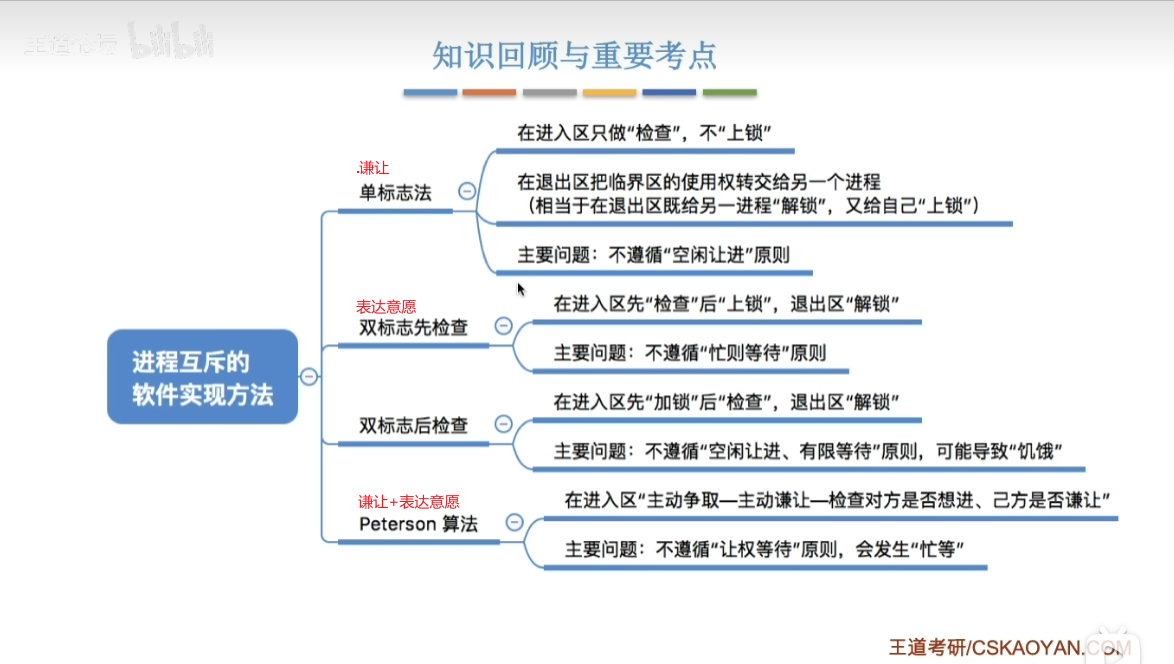 王道论坛 bilibili
知识回顾与重要考点
在进入区只做“检查”，不“上锁”
.谦让
单标志法
在退出区把临界区的使用权转交给另一个进程
（相当于在退出区既给另一进程“解锁”，又给自己“上锁”）
主要问题：不遵循“空闲让进”原则
表达意愿
双标志先检查
在进入区先“检查”后“上锁”，退出区“解锁”
主要问题：不遵循“忙则等待”原则
进程互斥的
软件实现方法
双标志后检查
在进入区先“加锁”后“检查”，退出区“解锁”
主要问题：不遵循“空闲让进、有限等待”原则，可能导致“饥饿”
谦让+表达意愿
Peterson 算法
在进入区“主动争取—主动谦让—检查对方是否想进、己方是否谦让”
主要问题：不遵循“让权等待”原则，会发生“忙等”
王道考研/CSKAOYAN.COM